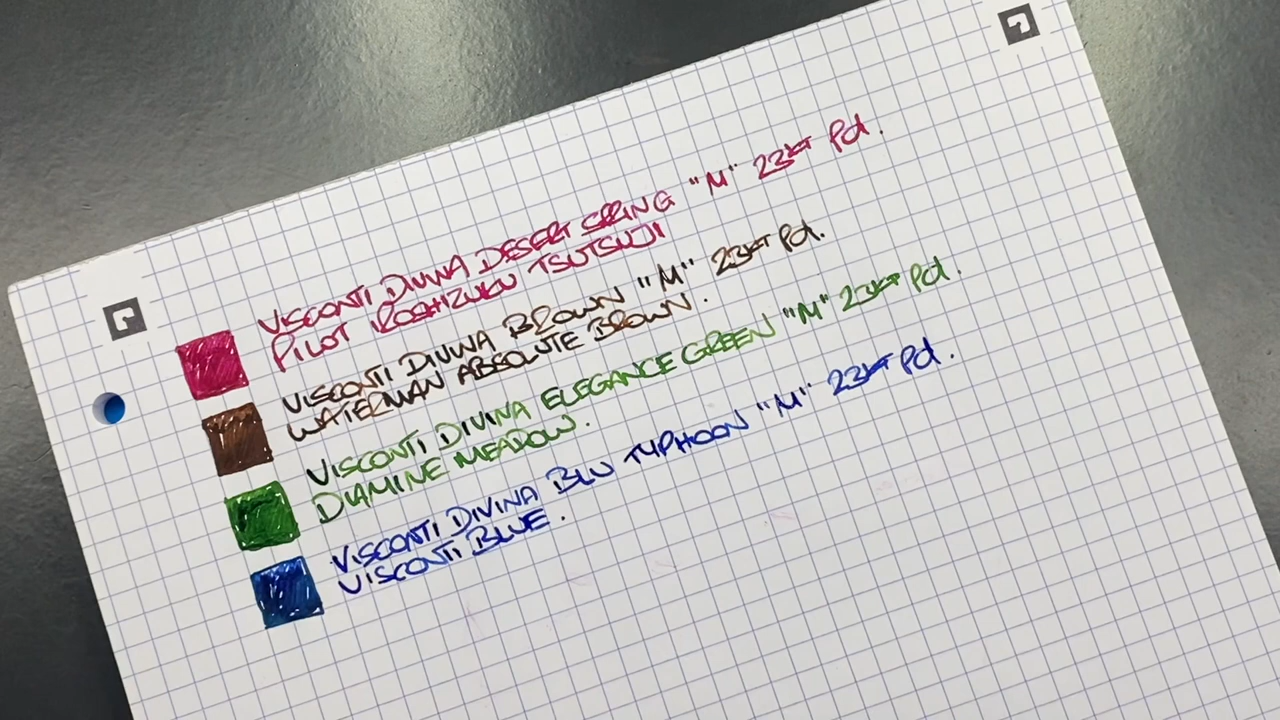 VISCONTI DIVINA DESERT SPRING "M" 23KT Pd.
PILOT IROSHIZUKU TSUTSUJI
VISCONTI DIVINA BROWN "M" 23KT Pd.
WATERMAN ABSOLUTE BROWN.
VISCONTI DIVINA ELEGANCE GREEN "M" 23KT Pd.
DIAMINE MEADOW.
VISCONTI DIVINA BLU TYPHOON "M" 23KT Pd.
VISCONTI BLUE.